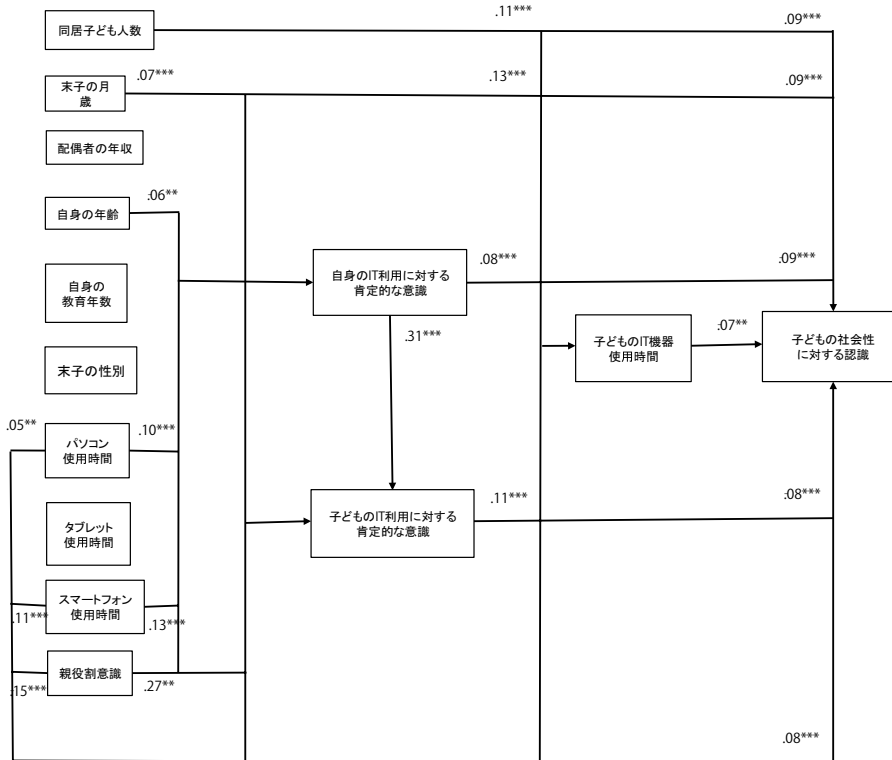 .11***
.09***
同居子ども人数
.07***
.13***
.09***
末子の月
歳
配偶者の年収
.06**
自身の年齢
自身の
教育年数
自身のIT利用に対する
肯定的な意識
.08***
.09***
.31***
子どものIT機器
使用時間
.07**
子どもの社会性
に対する認識
末子の性別
.05**
パソコン
使用時間
.10***
子どものIT利用に対する
肯定的な意識
.11***
.08***
タブレット
使用時間
スマートフォン
使用時間
.11***
.13***
親役割意識
.15***
.27**
.08***